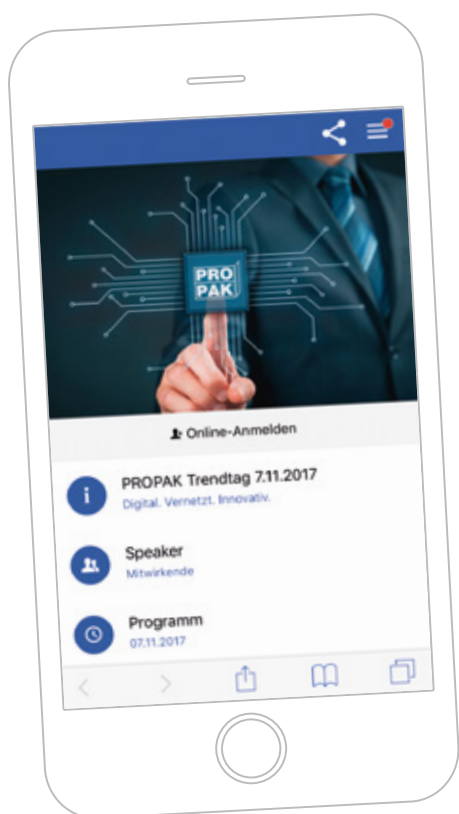 PRO
PAK
Online-Anmelden
PROPAK Trendtag 7.11.2017
Digital. Vernetzt. Innovativ.
Speaker
Mitwirkende
Programm
07.11.2017